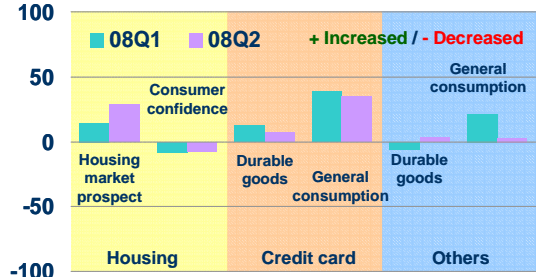 100
08Q1 08Q2 + Increased / - Decreased
General
consumption
50
Consumer
confidence
0
Housing
market
prospect
Durable
goods
General
consumption
Durable
goods
-50
-100
Housing Credit card Others